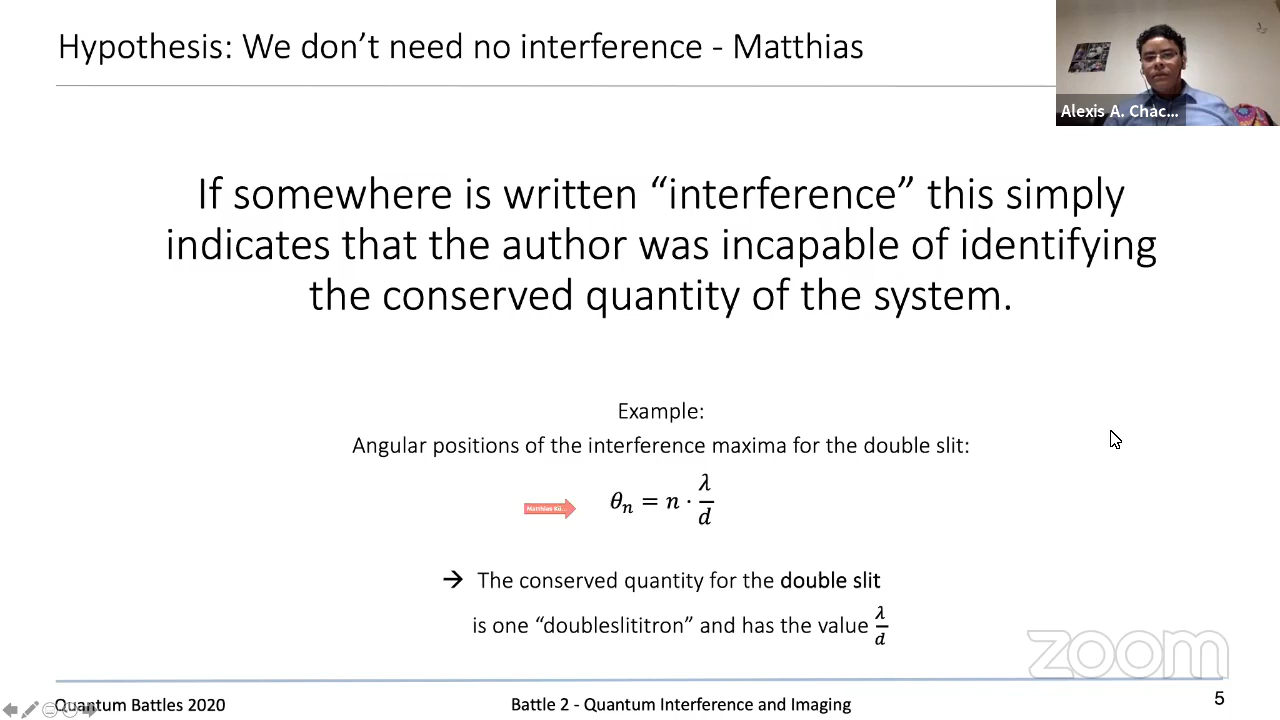 Hypothesis: We don’t need no interference - Matthias
Alexis A. Chac...
If somewhere is written “interference” this simply
indicates that the author was incapable of identifying
the conserved quantity of the system.
Example:
Angular positions of the interference maxima for the double slit:
Matthias Kü...
θₙ = n · λ/d
→ The conserved quantity for the double slit
is one “doubleslititron” and has the value λ/d
zoom
Quantum Battles 2020
Battle 2 - Quantum Interference and Imaging
5